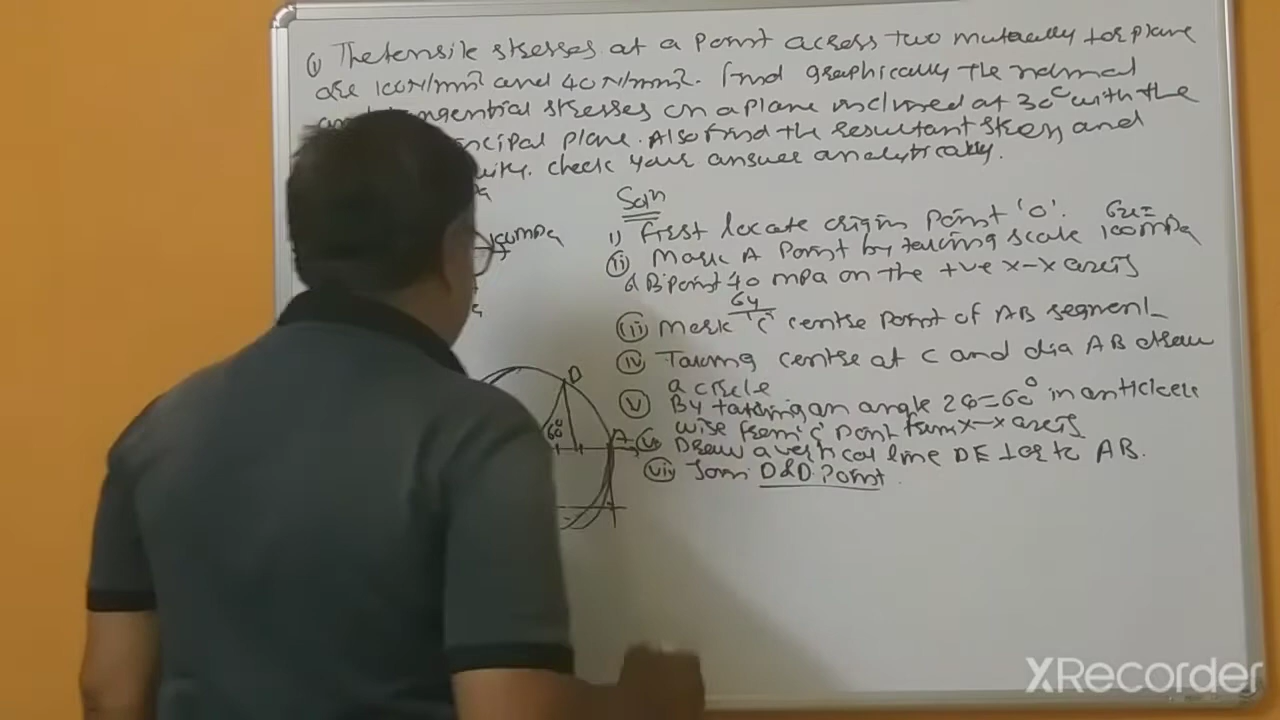 1) The tensile stresses at a point across two mutually ⊥ar plane
are 100 N/mm² and 40 N/mm². Find graphically the normal
tangential stresses on a plane inclined at 30° with the
principal plane. Also find the resultant stress and
check your answer analytically.
Soln
i) First locate origin point 'O'.
σx=
ii) Mark A Point by taking scale 100MPa
& B point 40 MPa on the +ve x-x axis
σy
iii) Mark 'C' centre point of AB segment
iv) Taking centre at C and dia AB draw
a circle
v) By taking an angle 2θ=60° in anticlock
wise from C point from x-x axis
vi) Draw a vertical line DE ⊥ar to AB.
vii) Join O&D Point.
100MPa
D
60°
A
XRecorder